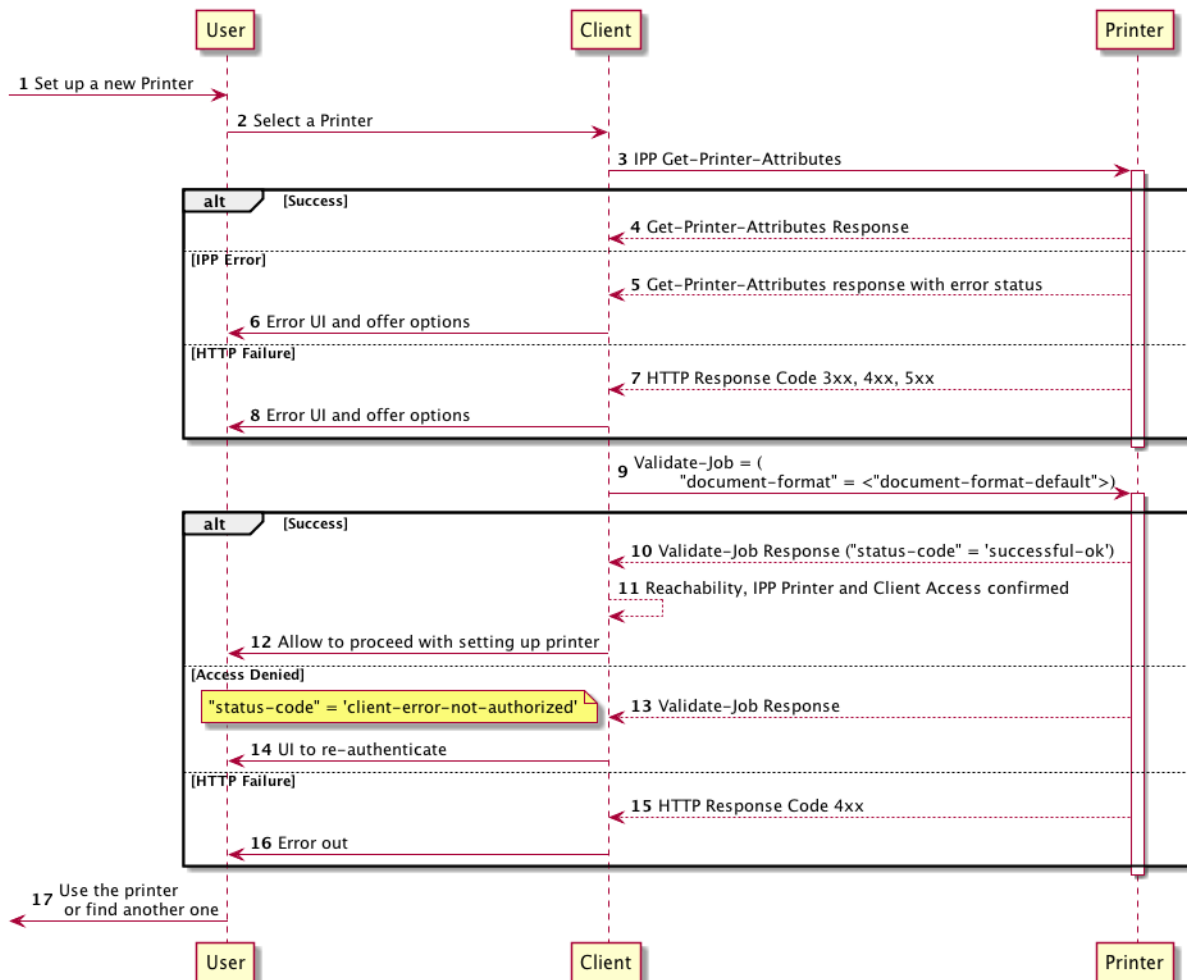 User Client Printer
1 Set up a new Printer
2 Select a Printer
3 IPP Get-Printer-Attributes
alt [Success]
4 Get-Printer-Attributes Response
[IPP Error]
5 Get-Printer-Attributes response with error status
6 Error UI and offer options
[HTTP Failure]
7 HTTP Response Code 3xx, 4xx, 5xx
8 Error UI and offer options
9 Validate-Job = (
"document-format" = <"document-format-default">)
alt [Success]
10 Validate-Job Response ("status-code" = 'successful-ok')
11 Reachability, IPP Printer and Client Access confirmed
12 Allow to proceed with setting up printer
[Access Denied]
"status-code" = 'client-error-not-authorized' 13 Validate-Job Response
14 UI to re-authenticate
[HTTP Failure]
15 HTTP Response Code 4xx
16 Error out
17 Use the printer
or find another one
User Client Printer